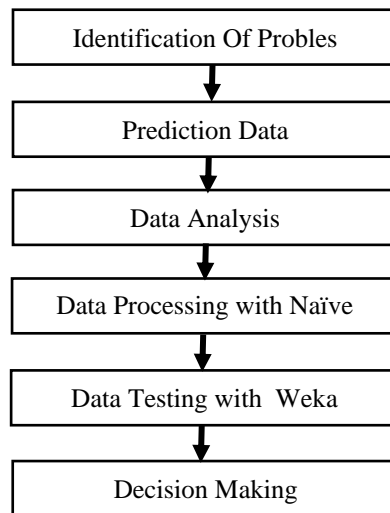 Identification Of Probles
Prediction Data
Data Analysis
Data Processing with Naïve
Data Testing with Weka
Decision Making